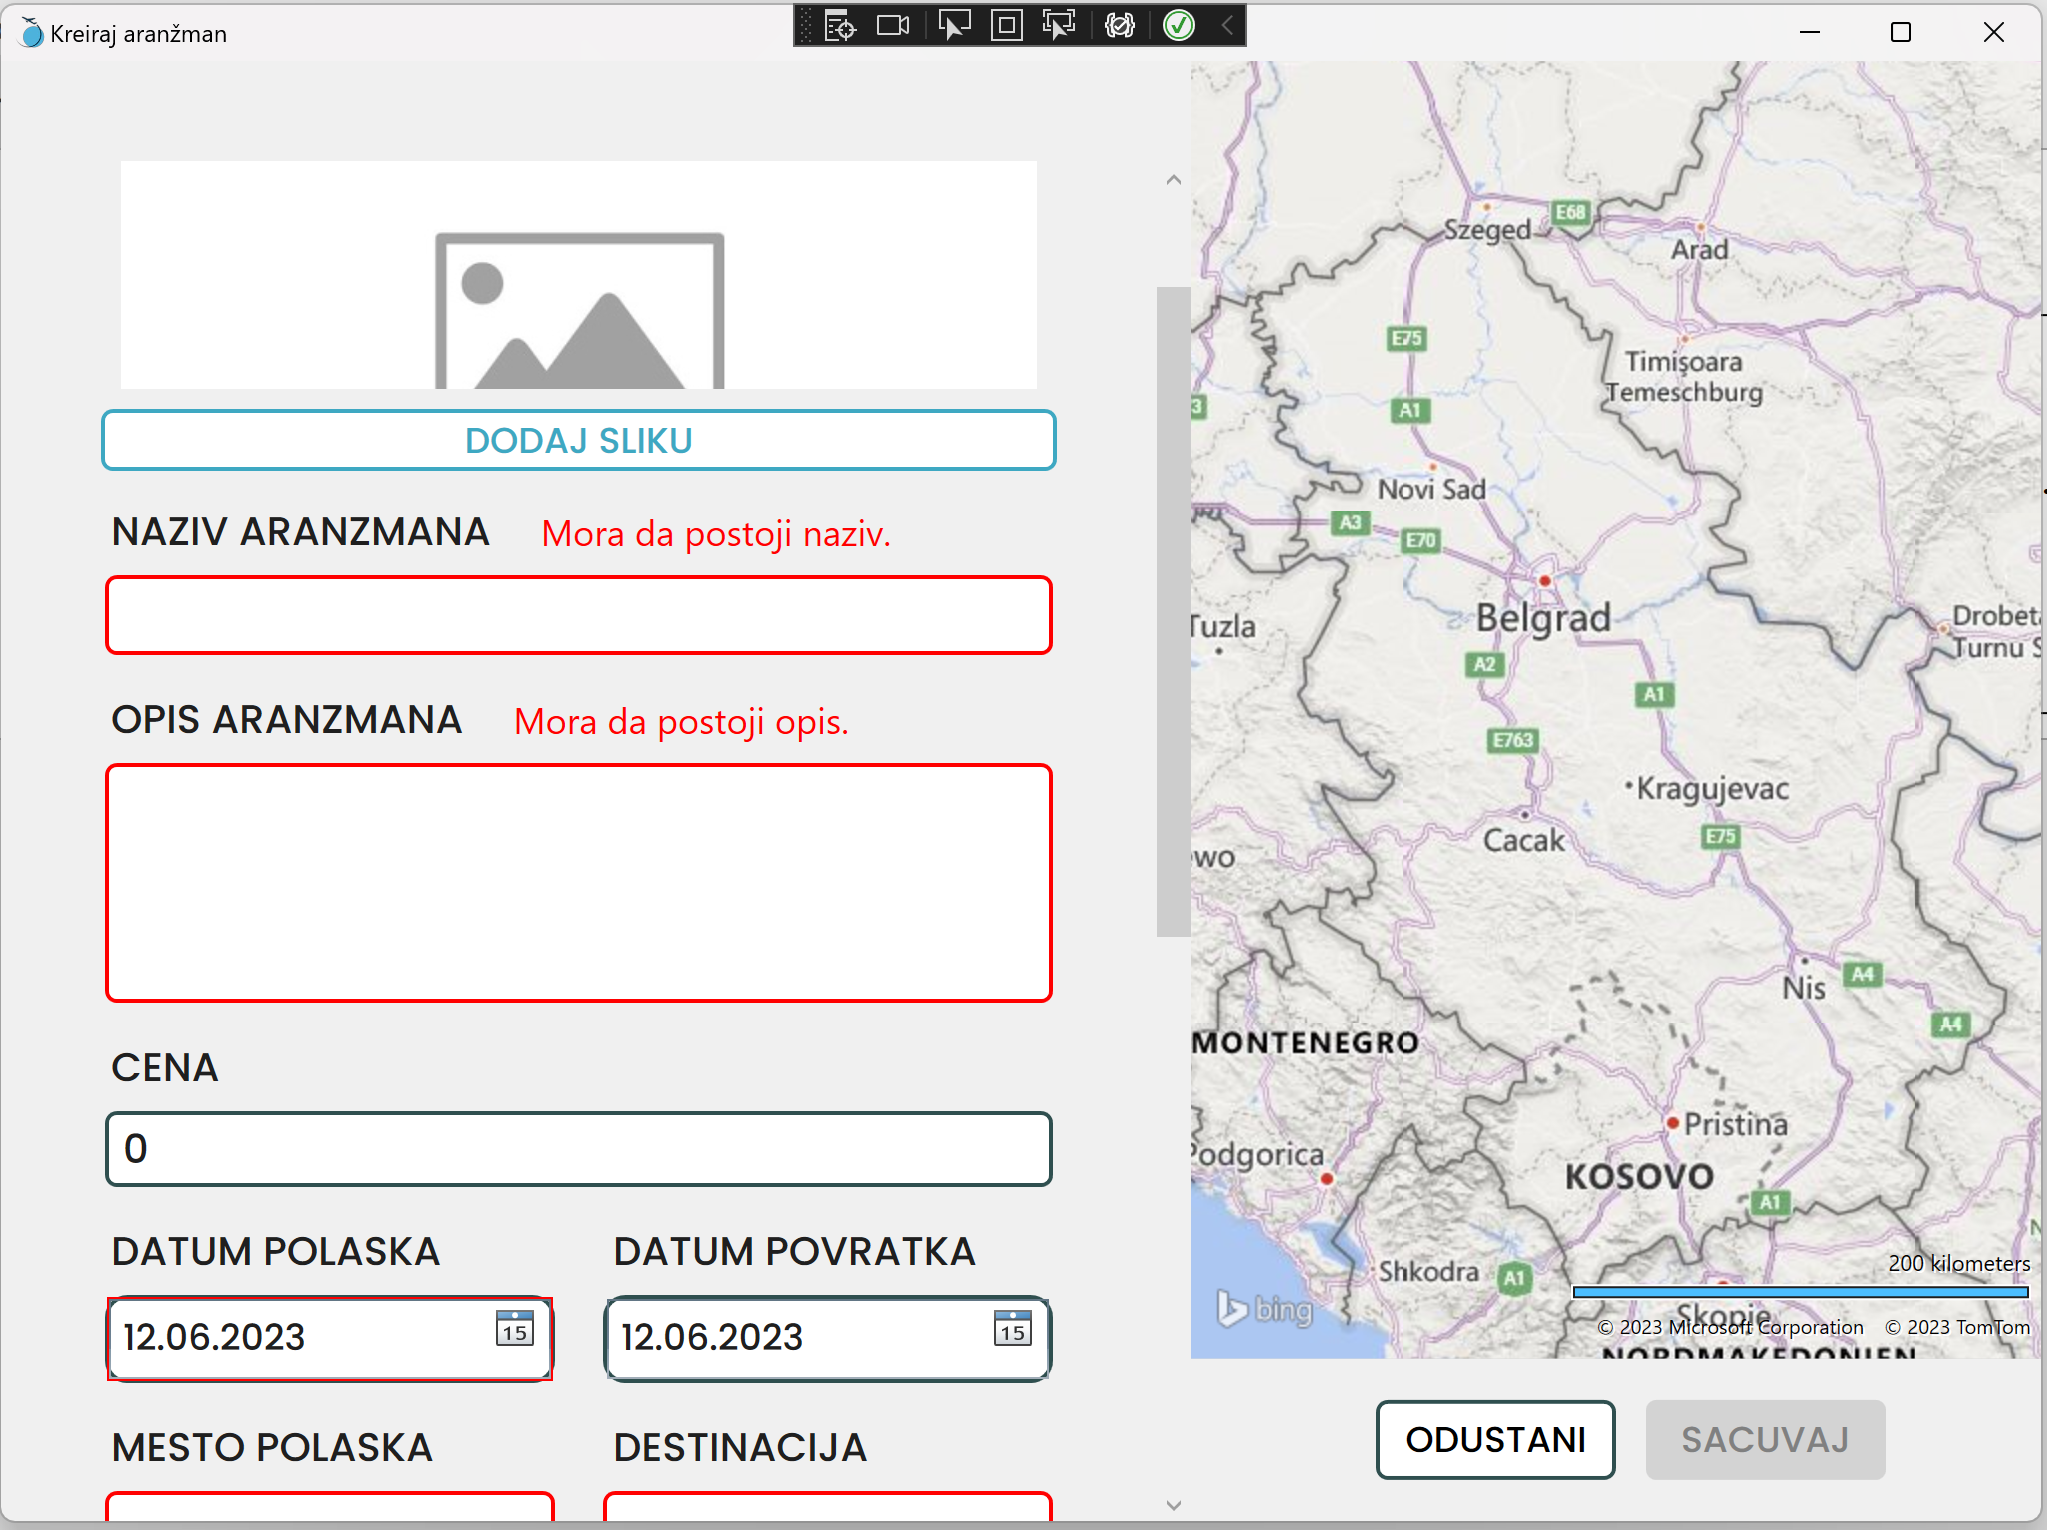 Kreiraj aranžman
DODAJ SLIKU
NAZIV ARANZMANA Mora da postoji naziv.
OPIS ARANZMANA Mora da postoji opis.
CENA
0
DATUM POLASKA DATUM POVRATKA
12.06.2023 15 12.06.2023 15
MESTO POLASKA DESTINACIJA
E68
Szeged
Arad
E75
Timişoara
Temeschburg
3
A1
Novi Sad
A3
E70
Belgrad
Tuzla
Drobeta
Turnu S
A2
A1
E763
Kragujevac
Cacak
E75
Nis
A4
A4
MONTENEGRO
Pristina
Podgorica
KOSOVO
A1
Shkodra
A1
200 kilometers
bing
Skopje
© 2023 Microsoft Corporation © 2023 TomTom
NORDMAKEDONIEN
ODUSTANI SACUVAJ